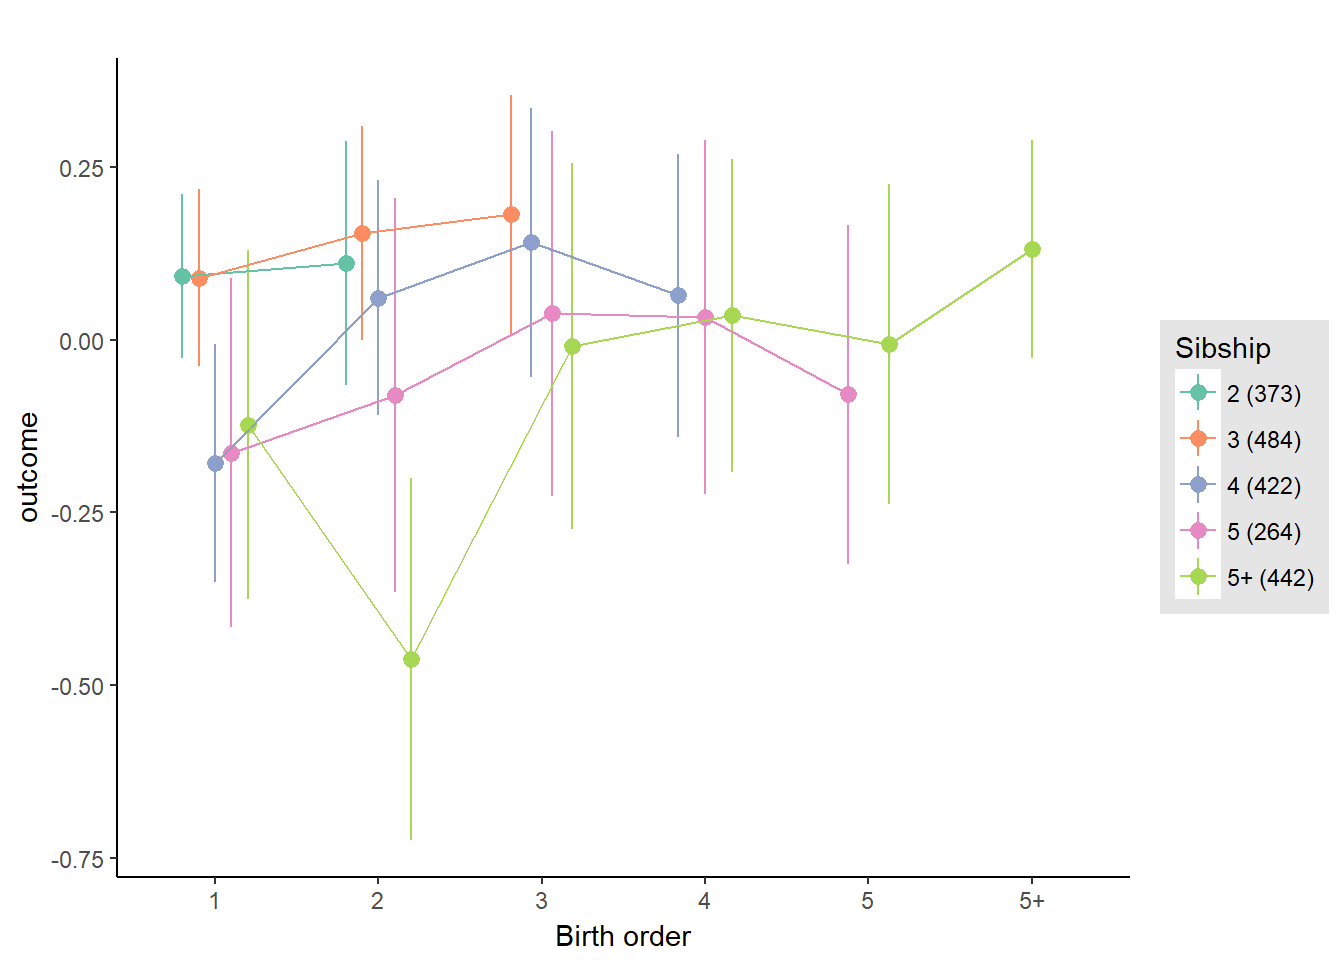 0.25
0.00
-0.25
-0.50
-0.75
outcome
1 2 3 4 5 5+
Birth order
Sibship
2 (373)
3 (484)
4 (422)
5 (264)
5+ (442)